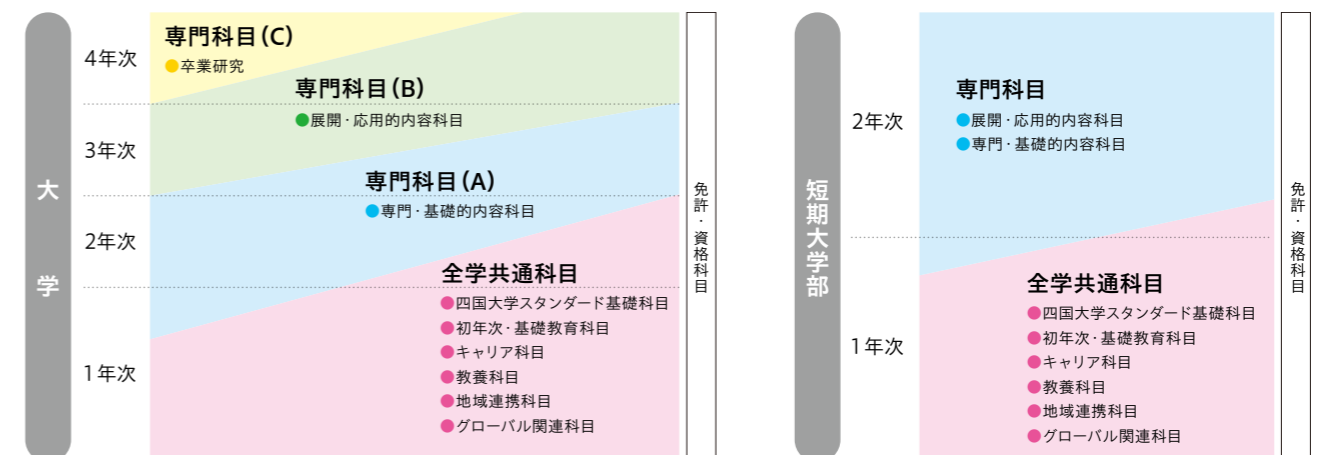 大学
4年次
3年次
2年次
1年次
専門科目(C)
●卒業研究
専門科目(B)
●展開・応用的内容科目
専門科目(A)
●専門・基礎的内容科目
全学共通科目
●四国大学スタンダード基礎科目
●初年次・基礎教育科目
●キャリア科目
●教養科目
●地域連携科目
●グローバル関連科目
免許・資格科目
短期大学部
2年次
1年次
専門科目
●展開・応用的内容科目
●専門・基礎的内容科目
全学共通科目
●四国大学スタンダード基礎科目
●初年次・基礎教育科目
●キャリア科目
●教養科目
●地域連携科目
●グローバル関連科目
免許・資格科目